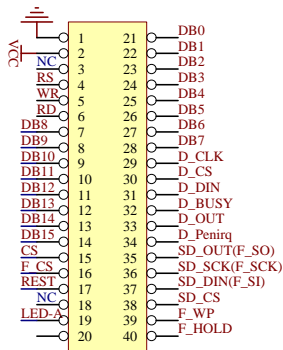 1 21 DB0
VCC 2 22 DB1
NC 3 23 DB2
RS 4 24 DB3
WR 5 25 DB4
RD 6 26 DB5
DB8 7 27 DB6
DB9 8 28 DB7
DB10 9 29 D_CLK
DB11 10 30 D_CS
DB12 11 31 D_DIN
DB13 12 32 D_BUSY
DB14 13 33 D_OUT
DB15 14 34 D_Penirq
CS 15 35 SD_OUT(F_SO)
F_CS 16 36 SD_SCK(F_SCK)
REST 17 37 SD_DIN(F_SI)
NC 18 38 SD_CS
LED-A 19 39 F_WP
20 40 F_HOLD